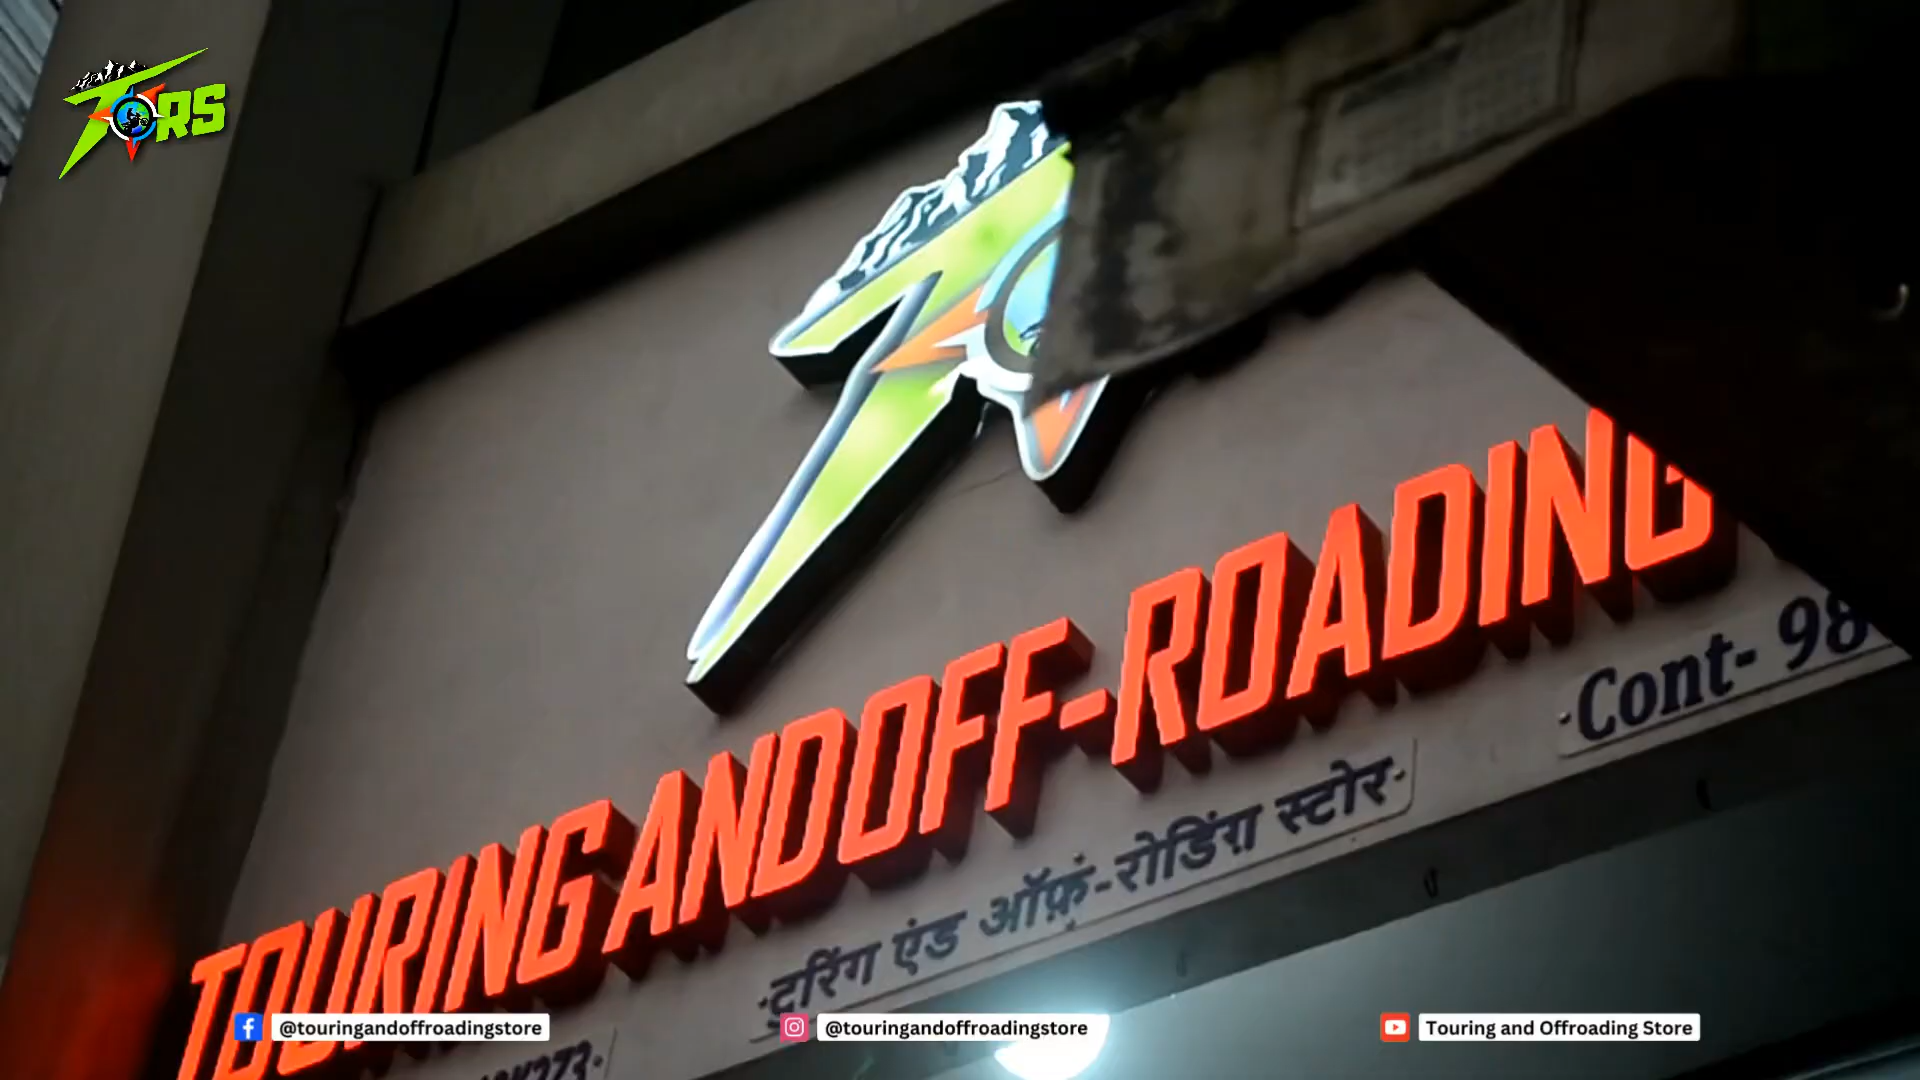 TORS
TOURING AND OFF-ROADING
Cont- 98
टुरिंग एंड ऑफ़-रोडिंग स्टोर
@touringandoffroadingstore
@touringandoffroadingstore
Touring and Offroading Store